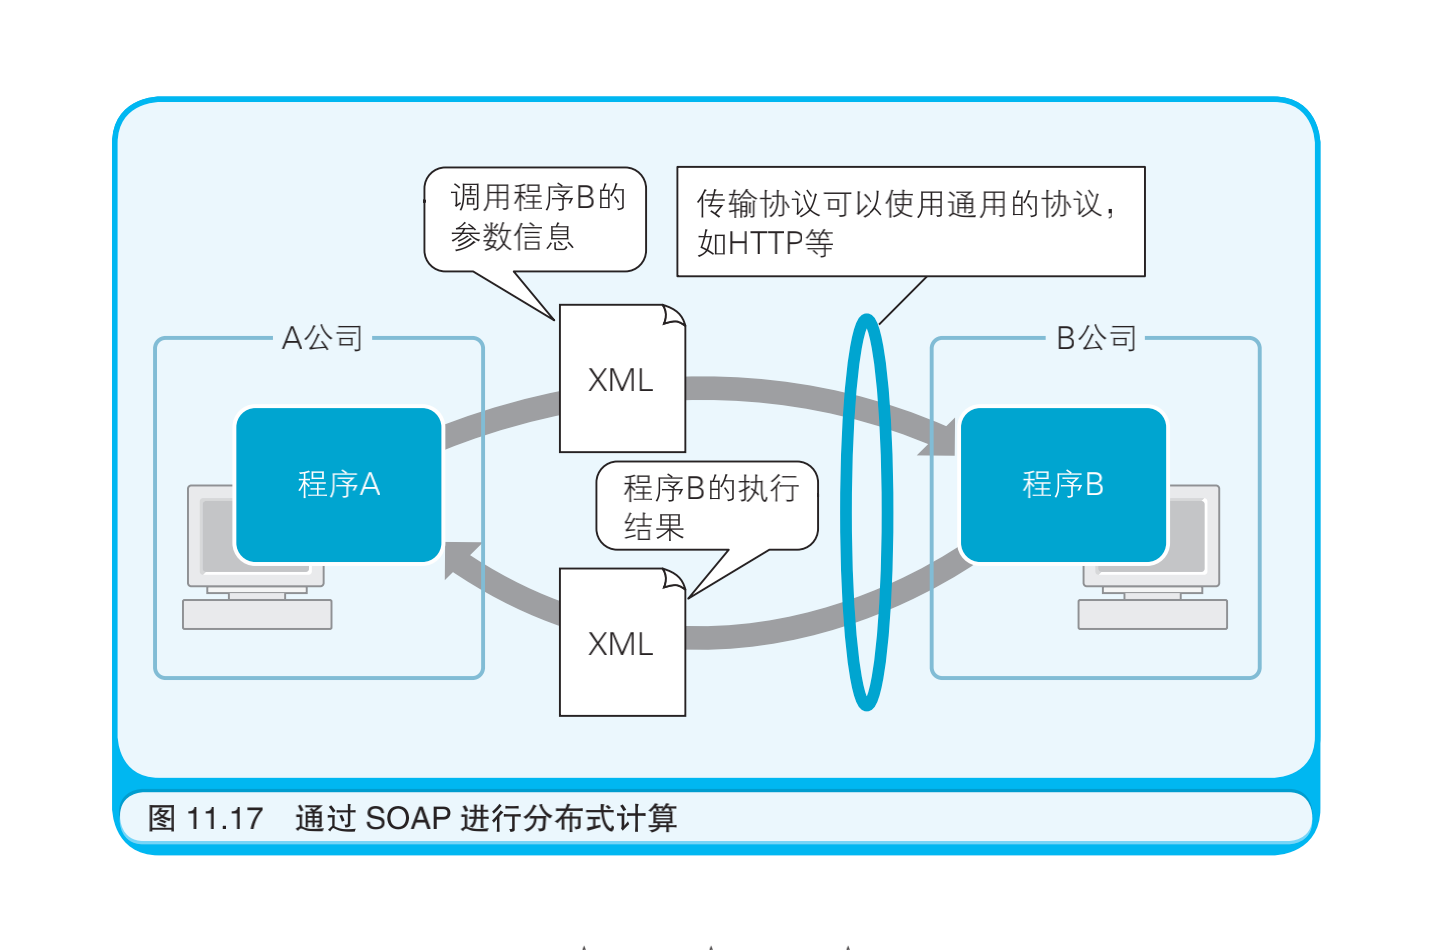 调用程序B的
参数信息
传输协议可以使用通用的协议，
如HTTP等
A公司
B公司
XML
程序A
程序B
程序B的执行
结果
XML
图 11.17 通过 SOAP 进行分布式计算